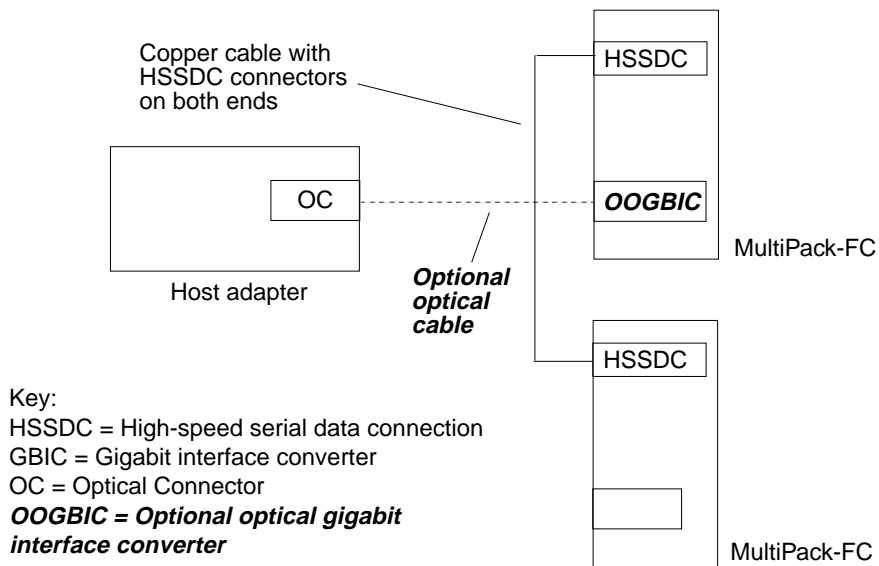 Copper cable with
HSSDC connectors
on both ends
HSSDC
OC
OOGBIC
MultiPack-FC
Host adapter
Optional
optical
cable
HSSDC
Key:
HSSDC = High-speed serial data connection
GBIC = Gigabit interface converter
OC = Optical Connector
OOGBIC = Optional optical gigabit
interface converter
MultiPack-FC